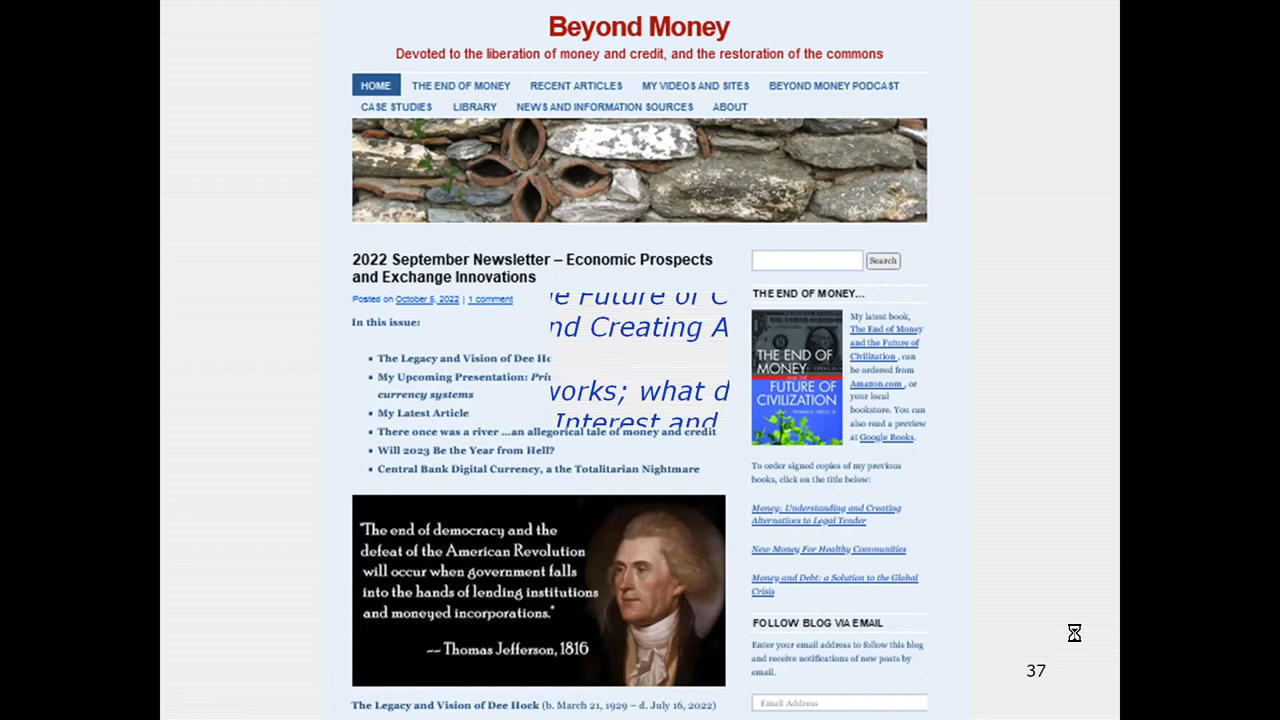 Beyond Money
Devoted to the liberation of money and credit, and the restoration of the commons
HOME THE END OF MONEY RECENT ARTICLES MY VIDEOS AND SITES BEYOND MONEY PODCAST
CASE STUDIES LIBRARY NEWS AND INFORMATION SOURCES ABOUT
2022 September Newsletter – Economic Prospects
and Exchange Innovations
Posted on October 5, 2022 | 1 comment
In this issue:
The Legacy and Vision of Dee
My Upcoming Presentation:
currency systems
My Latest Article
There once was a river ...an allegorical tale of money and credit
Will 2023 Be the Year from Hell?
Central Bank Digital Currency, a the Totalitarian Nightmare
Future of
nd Creating A
works; what d
Interest and
"The end of democracy and the
defeat of the American Revolution
will occur when government falls
into the hands of lending institutions
and moneyed incorporations."
-- Thomas Jefferson, 1816
The Legacy and Vision of Dee Hock (b. March 21, 1929 – d. July 16, 2022)
Search
THE END OF MONEY...
THE END OF
MONEY
AND THE
FUTURE OF
CIVILIZATION
My latest book,
The End of Money
and the Future of
Civilization , can
be ordered from
Amazon.com , or
your local
bookstore. You can
also read a preview
at Google Books.
To order signed copies of my previous
books, click on the title below:
Money: Understanding and Creating
Alternatives to Legal Tender
New Money For Healthy Communities
Money and Debt: a Solution to the Global
Crisis
FOLLOW BLOG VIA EMAIL
Enter your email address to follow this blog
and receive notifications of new posts by
email.
Email Address
37